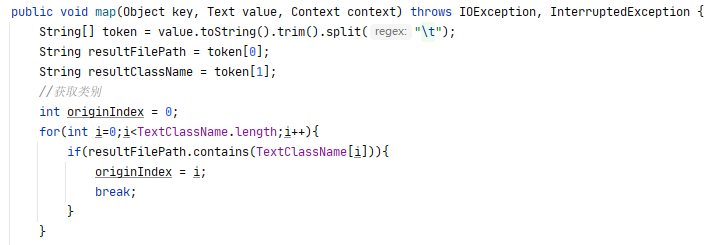 public void map(Object key, Text value, Context context) throws IOException, InterruptedException {
    String[] token = value.toString().trim().split( regex: "\t");
    String resultFilePath = token[0];
    String resultClassName = token[1];
    //获取类别
    int originIndex = 0;
    for(int i=0;i<TextClassName.length;i++){
        if(resultFilePath.contains(TextClassName[i])){
            originIndex = i;
            break;
        }
    }